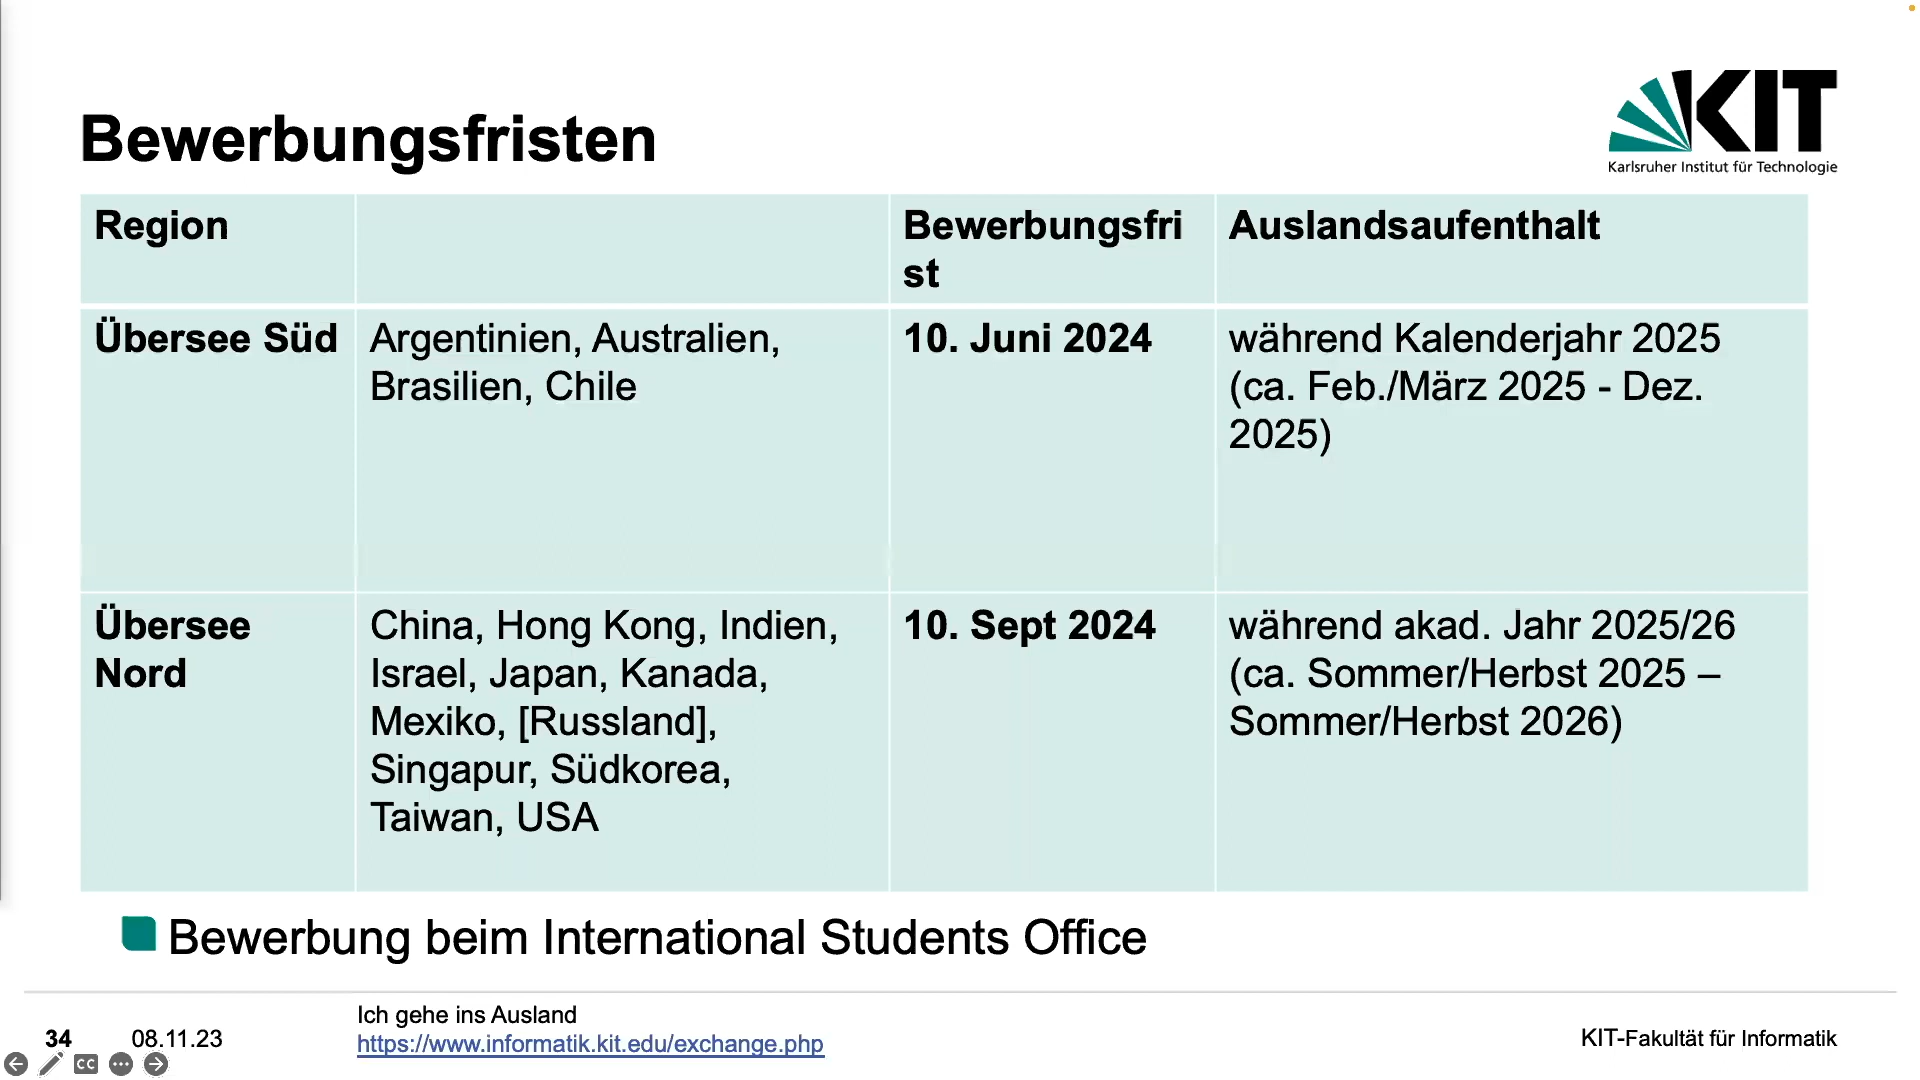 KIT
Karlsruher Institut für Technologie
Bewerbungsfristen
Region
Bewerbungsfri
st
Auslandsaufenthalt
Übersee Süd
Argentinien, Australien,
Brasilien, Chile
10. Juni 2024
während Kalenderjahr 2025
(ca. Feb./März 2025 - Dez.
2025)
Übersee
Nord
China, Hong Kong, Indien,
Israel, Japan, Kanada,
Mexiko, [Russland],
Singapur, Südkorea,
Taiwan, USA
10. Sept 2024
während akad. Jahr 2025/26
(ca. Sommer/Herbst 2025 –
Sommer/Herbst 2026)
Bewerbung beim International Students Office
34
08.11.23
Ich gehe ins Ausland
https://www.informatik.kit.edu/exchange.php
KIT-Fakultät für Informatik
CC